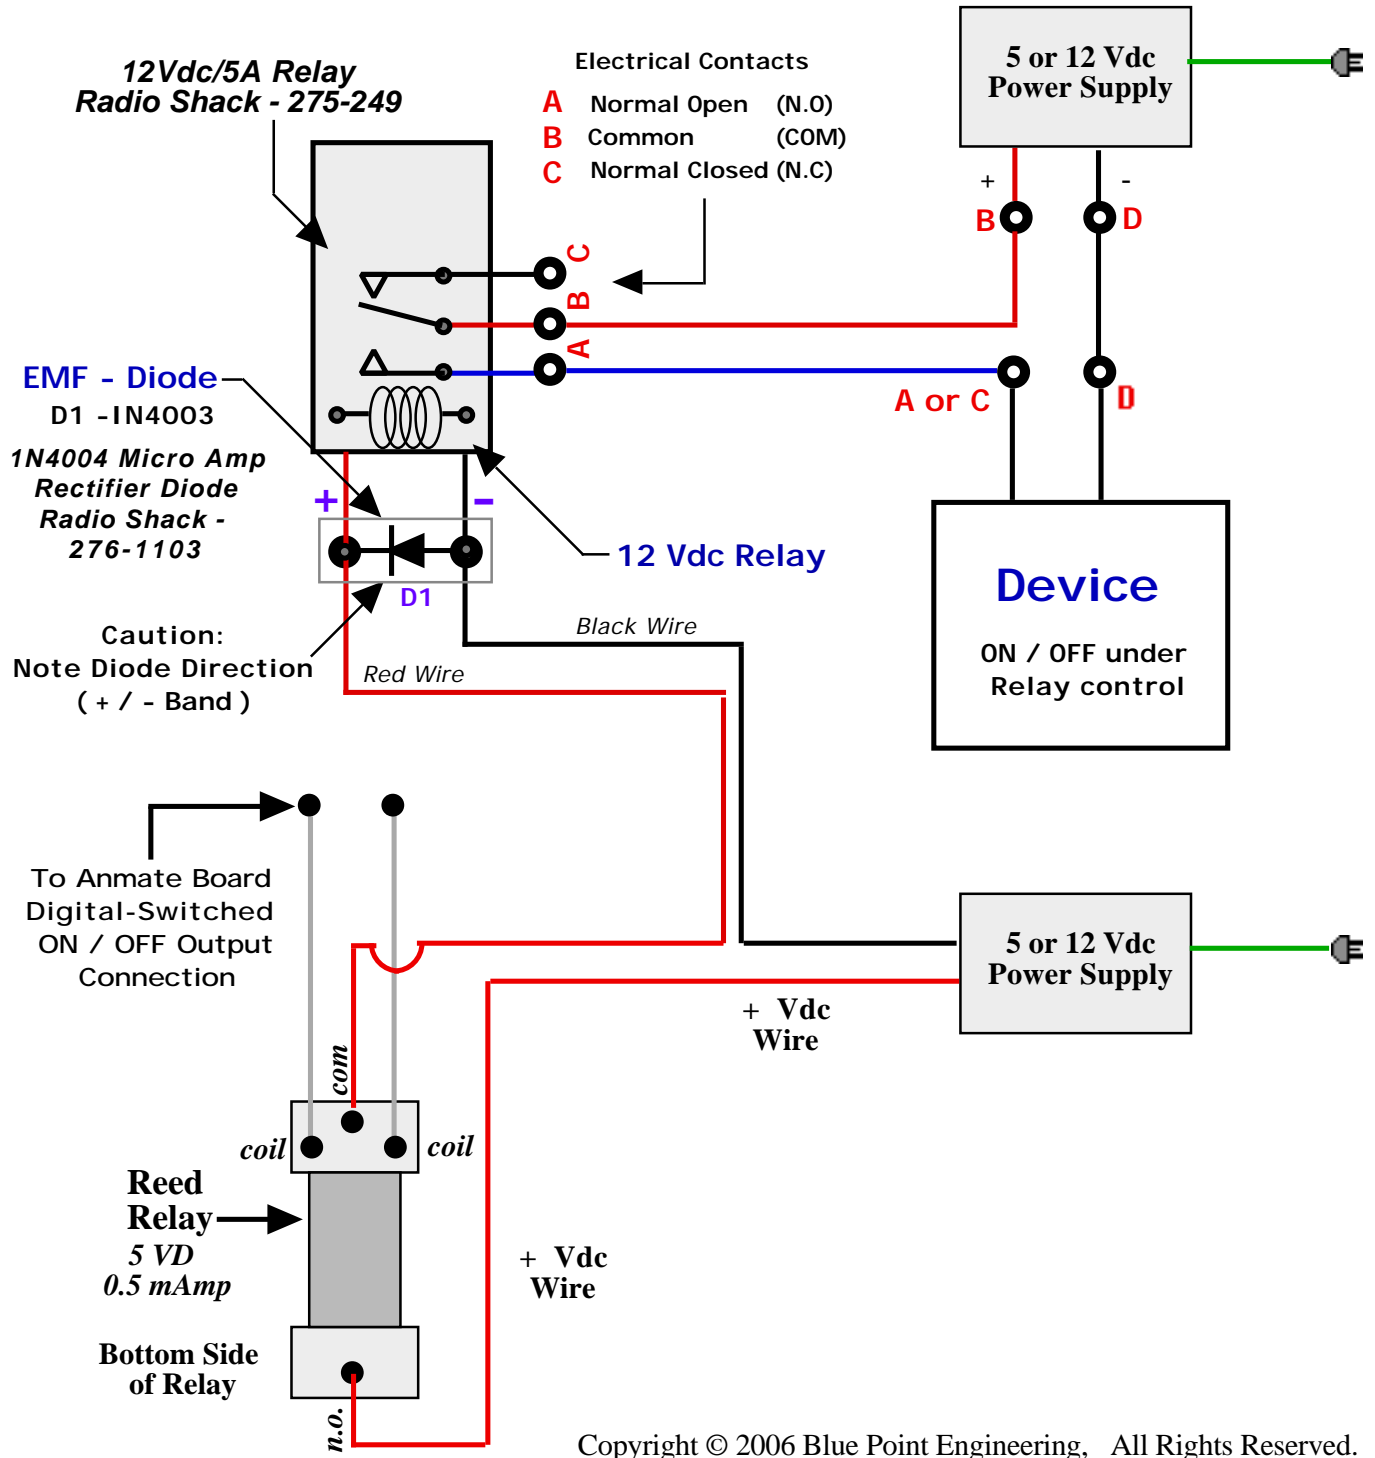 12Vdc/5A Relay
Radio Shack - 275-249
Electrical Contacts
A Normal Open (N.O)
B Common (COM)
C Normal Closed (N.C)
5 or 12 Vdc
Power Supply
+
-
B
D
C
B
A
A or C
D
EMF - Diode
D1 -IN4003
1N4004 Micro Amp
Rectifier Diode
Radio Shack -
276-1103
+
-
D1
12 Vdc Relay
Device
ON / OFF under
Relay control
Caution:
Note Diode Direction
( + / - Band )
Black Wire
Red Wire
To Anmate Board
Digital-Switched
ON / OFF Output
Connection
5 or 12 Vdc
Power Supply
+ Vdc
Wire
com
coil
coil
Reed
Relay
5 VD
0.5 mAmp
+ Vdc
Wire
Bottom Side
of Relay
n.o.
Copyright © 2006 Blue Point Engineering, All Rights Reserved.